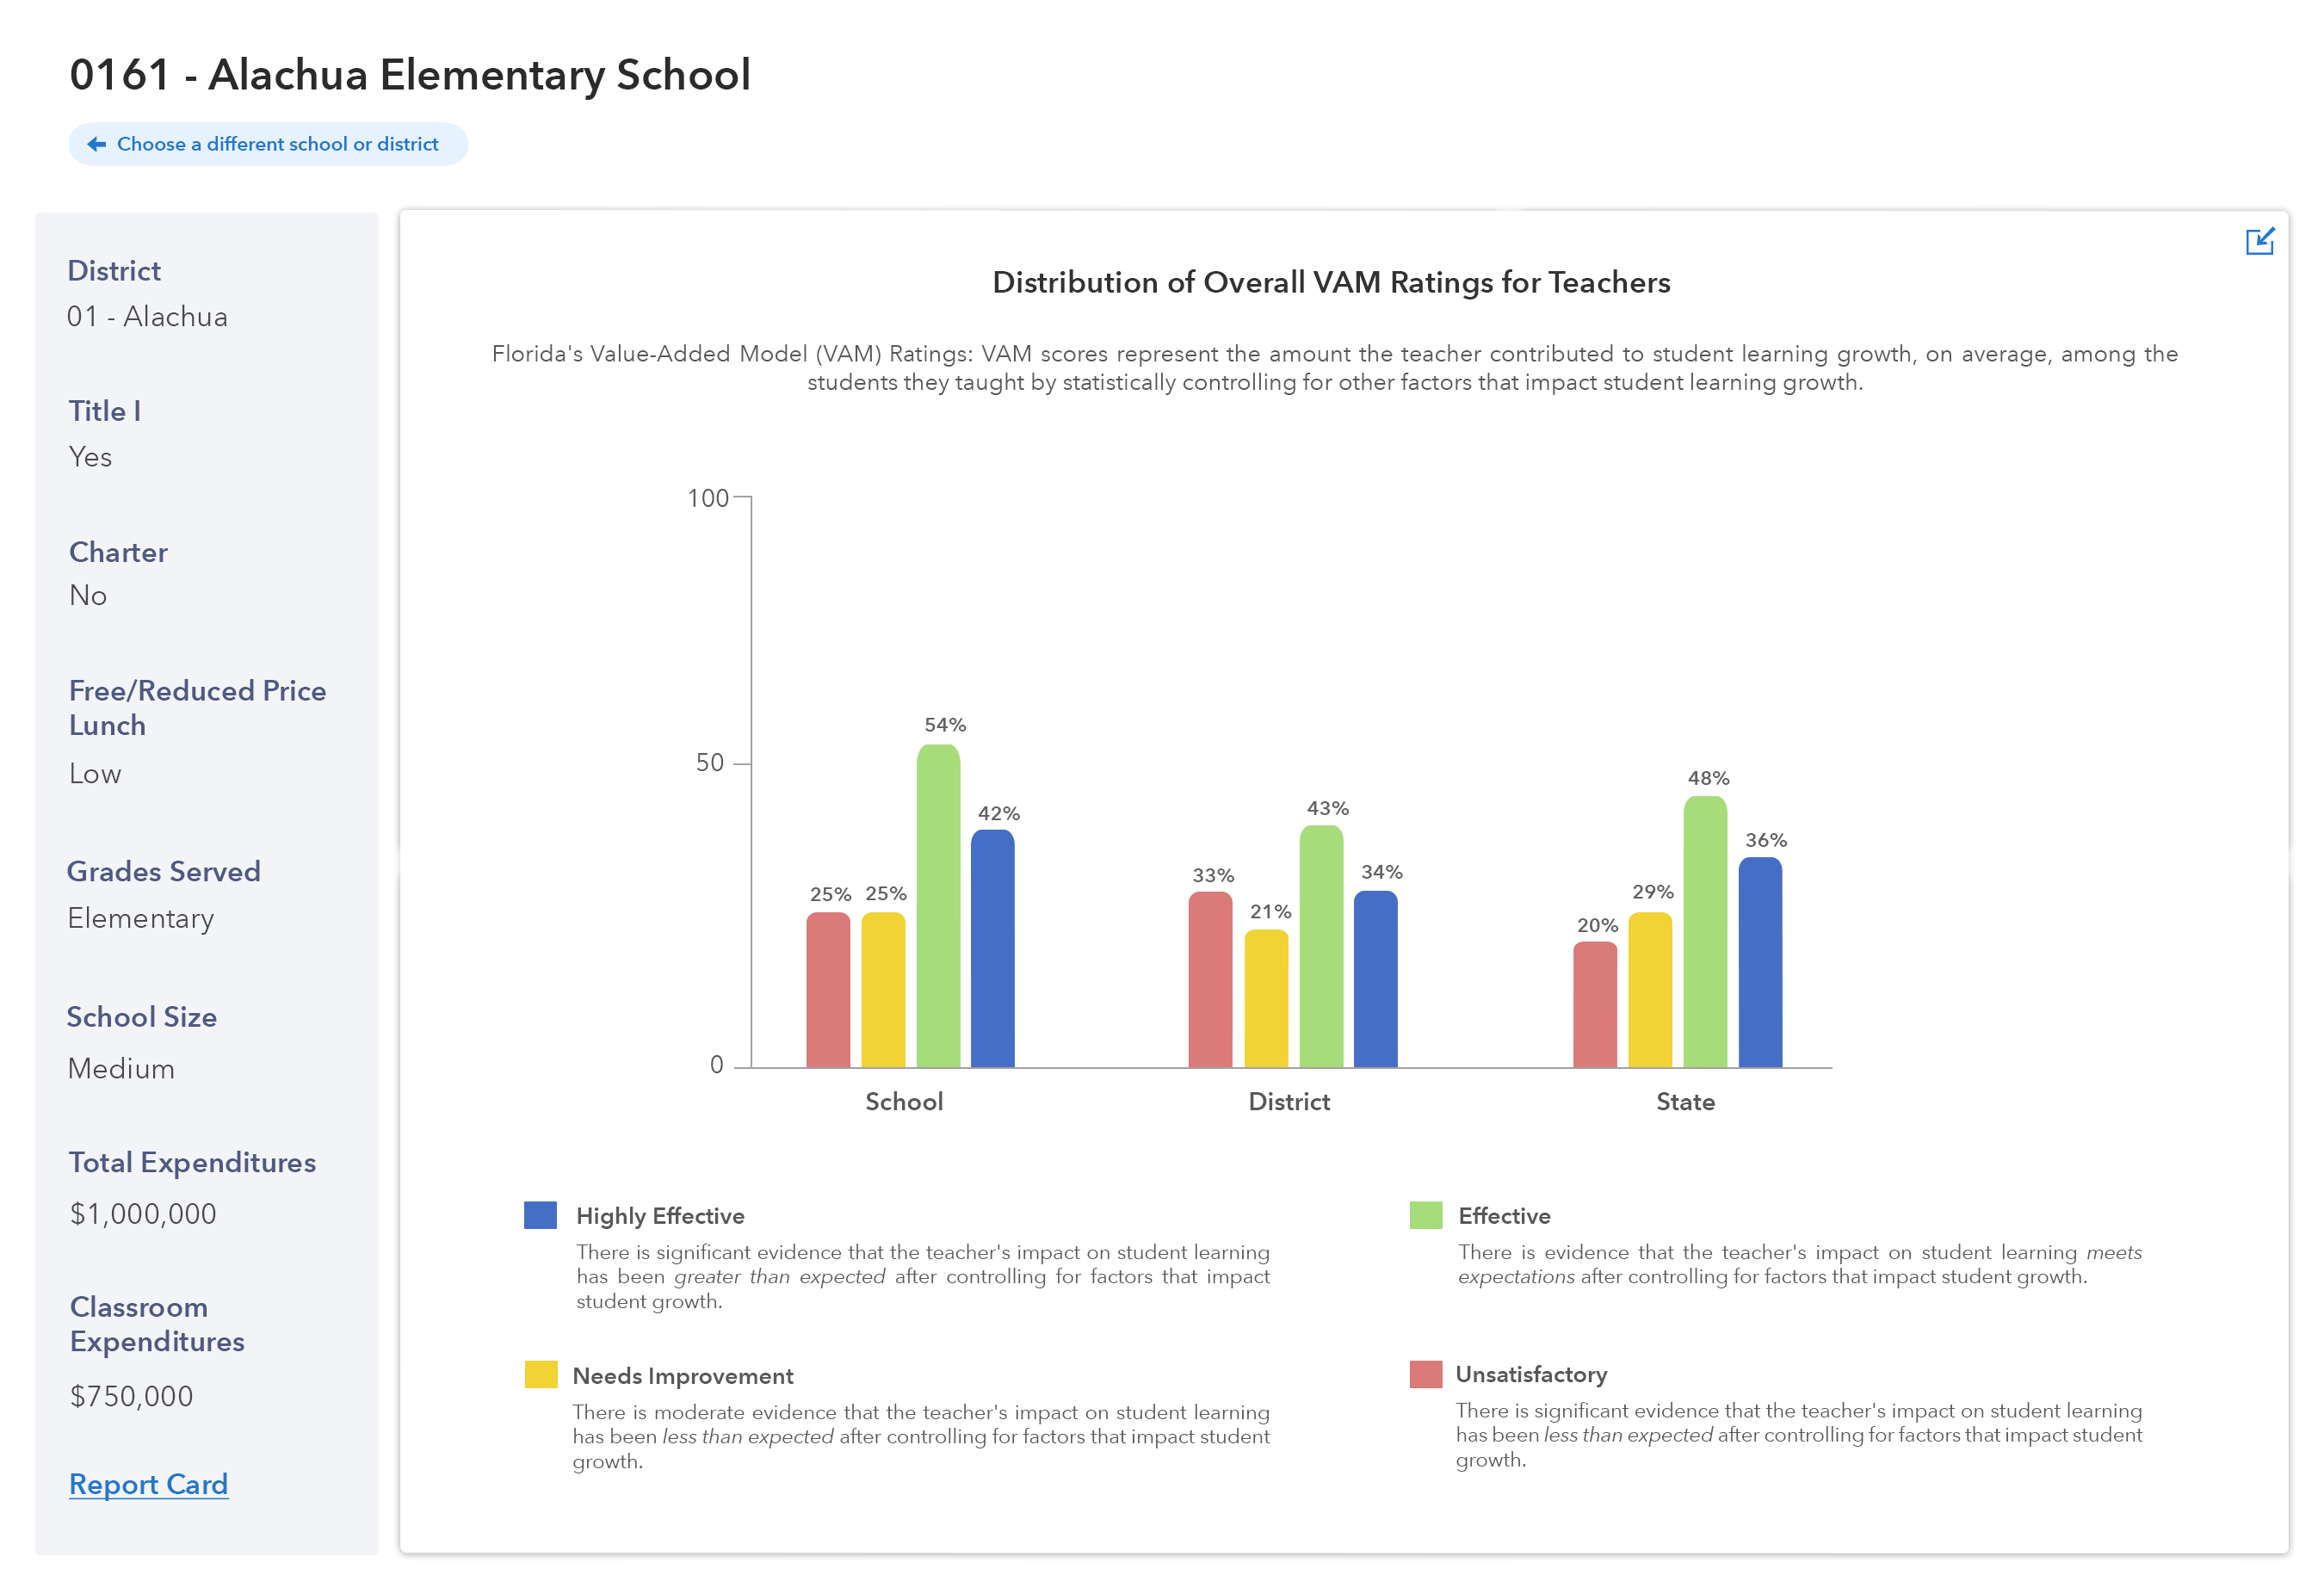 0161 - Alachua Elementary School
Choose a different school or district
District
01 - Alachua
Title I
Yes
Charter
No
Free/Reduced Price
Lunch
Low
Grades Served
Elementary
School Size
Medium
Total Expenditures
$1,000,000
Classroom
Expenditures
$750,000
Report Card
Distribution of Overall VAM Ratings for Teachers
Florida's Value-Added Model (VAM) Ratings: VAM scores represent the amount the teacher contributed to student learning growth, on average, among the
students they taught by statistically controlling for other factors that impact student learning growth.
100
50
0
25% 25% 54% 42%
33% 21% 43% 34%
20% 29% 48% 36%
School District State
Highly Effective
There is significant evidence that the teacher's impact on student learning
has been greater than expected after controlling for factors that impact
student growth.
Effective
There is evidence that the teacher's impact on student learning meets
expectations after controlling for factors that impact student growth.
Needs Improvement
There is moderate evidence that the teacher's impact on student learning
has been less than expected after controlling for factors that impact student
growth.
Unsatisfactory
There is significant evidence that the teacher's impact on student learning
has been less than expected after controlling for factors that impact student
growth.